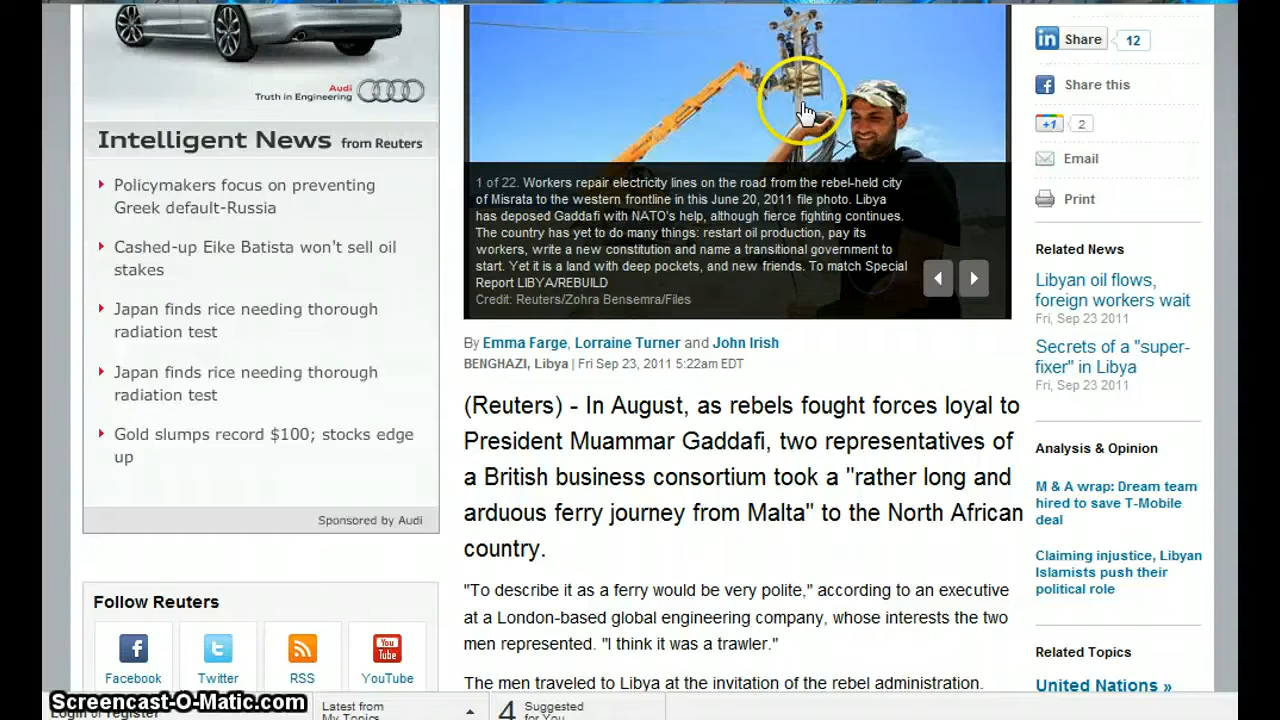 Audi
Truth in Engineering
Intelligent News from Reuters
Policymakers focus on preventing
Greek default-Russia
Cashed-up Eike Batista won't sell oil
stakes
Japan finds rice needing thorough
radiation test
Japan finds rice needing thorough
radiation test
Gold slumps record $100; stocks edge
up
Sponsored by Audi
Follow Reuters
Facebook
Twitter
RSS
You
Tube
YouTube
1 of 22. Workers repair electricity lines on the road from the rebel-held city
of Misrata to the western frontline in this June 20, 2011 file photo. Libya
has deposed Gaddafi with NATO's help, although fierce fighting continues.
The country has yet to do many things: restart oil production, pay its
workers, write a new constitution and name a transitional government to
start. Yet it is a land with deep pockets, and new friends. To match Special
Report LIBYA/REBUILD
Credit: Reuters/Zohra Bensemra/Files
By Emma Farge, Lorraine Turner and John Irish
BENGHAZI, Libya | Fri Sep 23, 2011 5:22am EDT
(Reuters) - In August, as rebels fought forces loyal to
President Muammar Gaddafi, two representatives of
a British business consortium took a "rather long and
arduous ferry journey from Malta" to the North African
country.
"To describe it as a ferry would be very polite," according to an executive
at a London-based global engineering company, whose interests the two
men represented. "I think it was a trawler."
The men traveled to Libya at the invitation of the rebel administration.
in Share 12
Share this
+1 2
Email
Print
Related News
Libyan oil flows,
foreign workers wait
Fri, Sep 23 2011
Secrets of a "super-
fixer" in Libya
Fri, Sep 23 2011
Analysis & Opinion
M & A wrap: Dream team
hired to save T-Mobile
deal
Claiming injustice, Libyan
Islamists push their
political role
Related Topics
United Nations »
Screencast-O-Matic.com
Login or register
Latest from
My Topics
4 Suggested
for You